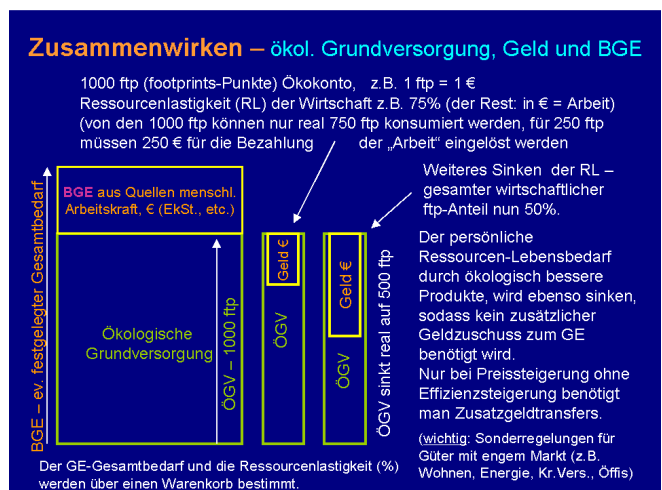 Zusammenwirken – ökol. Grundversorgung, Geld und BGE
1000 ftp (footprints-Punkte) Ökokonto, z.B. 1 ftp = 1 €
Ressourcenlastigkeit (RL) der Wirtschaft z.B. 75% (der Rest: in € = Arbeit)
(von den 1000 ftp können nur real 750 ftp konsumiert werden, für 250 ftp
müssen 250 € für die Bezahlung der „Arbeit“ eingelöst werden
BGE – ev. festgelegter Gesamtbedarf
BGE aus Quellen menschl.
Arbeitskraft, € (EkSt., etc.)
Ökologische
Grundversorgung
ÖGV – 1000 ftp
Geld €
ÖGV
Geld €
ÖGV
ÖGV sinkt real auf 500 ftp
Weiteres Sinken der RL –
gesamter wirtschaftlicher
ftp-Anteil nun 50%.
Der persönliche
Ressourcen-Lebensbedarf
durch ökologisch bessere
Produkte, wird ebenso sinken,
sodass kein zusätzlicher
Geldzuschuss zum GE
benötigt wird.
Nur bei Preissteigerung ohne
Effizienzsteigerung benötigt
man Zusatzgeldtransfers.
(wichtig: Sonderregelungen für
Güter mit engem Markt (z.B.
Wohnen, Energie, Kr.Vers., Öffis)
Der GE-Gesamtbedarf und die Ressourcenlastigkeit (%)
werden über einen Warenkorb bestimmt.